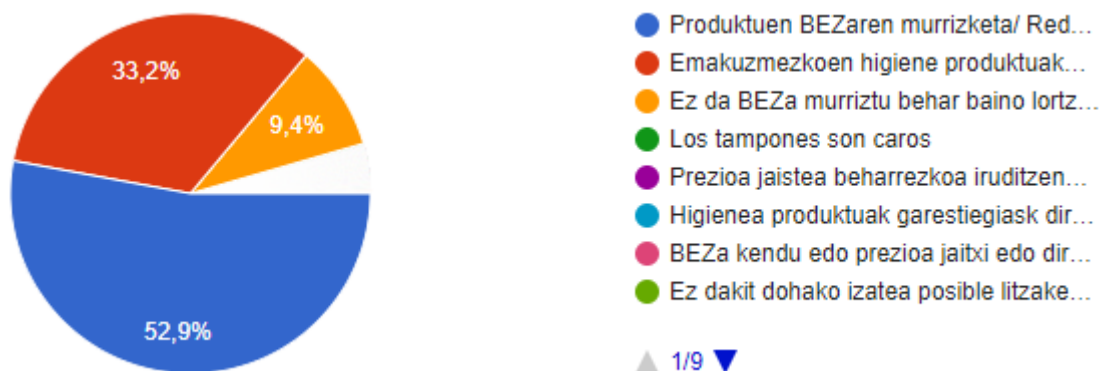 33,2%
9,4%
52,9%
Produktuen BEZaren murrizketa/ Red...
Emakuzmezkoen higiene produktuak...
Ez da BEZa murriztu behar baino lortz...
Los tampones son caros
Prezioa jaistea beharrezkoa iruditzen...
Higienea produktuak garestiegiask dir...
BEZa kendu edo prezioa jaitxi edo dir...
Ez dakit dohako izatea posible litzake...
1/9